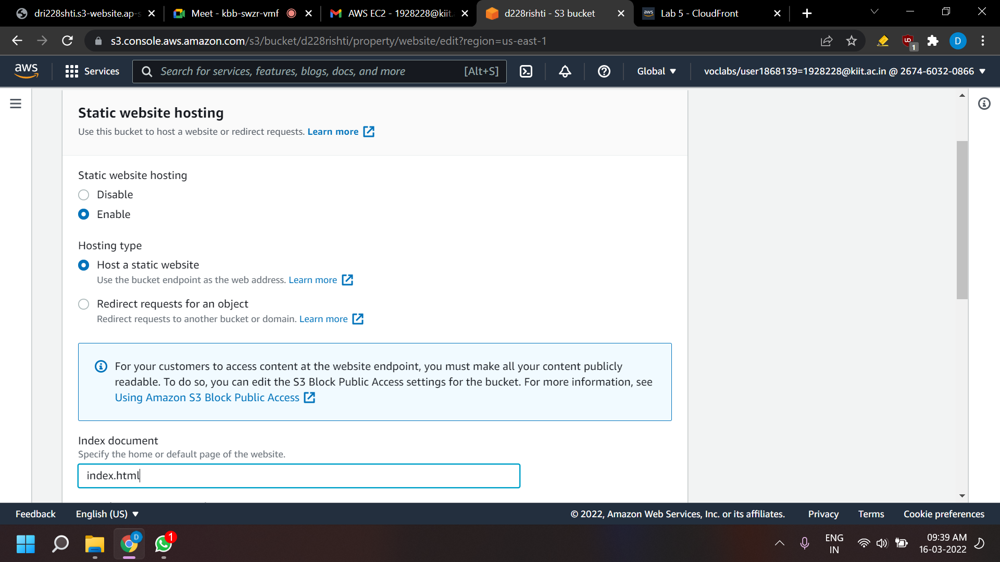 dri228shti.s3-website.ap-s
Meet - kbb-swzr-vmf
AWS EC2 - 1928228@kiit.
d228rishti - S3 bucket
aws
Lab 5 - CloudFront
s3.console.aws.amazon.com/s3/bucket/d228rishti/property/website/edit?region=us-east-1
1
D
aws
Services
Search for services, features, blogs, docs, and more
[Alt+S]
Global
voclabs/user1868139=1928228@kiit.ac.in @ 2674-6032-0866
Static website hosting
Use this bucket to host a website or redirect requests. Learn more
Static website hosting
Disable
Enable
Hosting type
Host a static website
Use the bucket endpoint as the web address. Learn more
Redirect requests for an object
Redirect requests to another bucket or domain. Learn more
For your customers to access content at the website endpoint, you must make all your content publicly
readable. To do so, you can edit the S3 Block Public Access settings for the bucket. For more information, see
Using Amazon S3 Block Public Access
Index document
Specify the home or default page of the website.
index.html
Feedback
English (US)
© 2022, Amazon Web Services, Inc. or its affiliates.
Privacy
Terms
Cookie preferences
D
1
ENG
IN
09:39 AM
16-03-2022